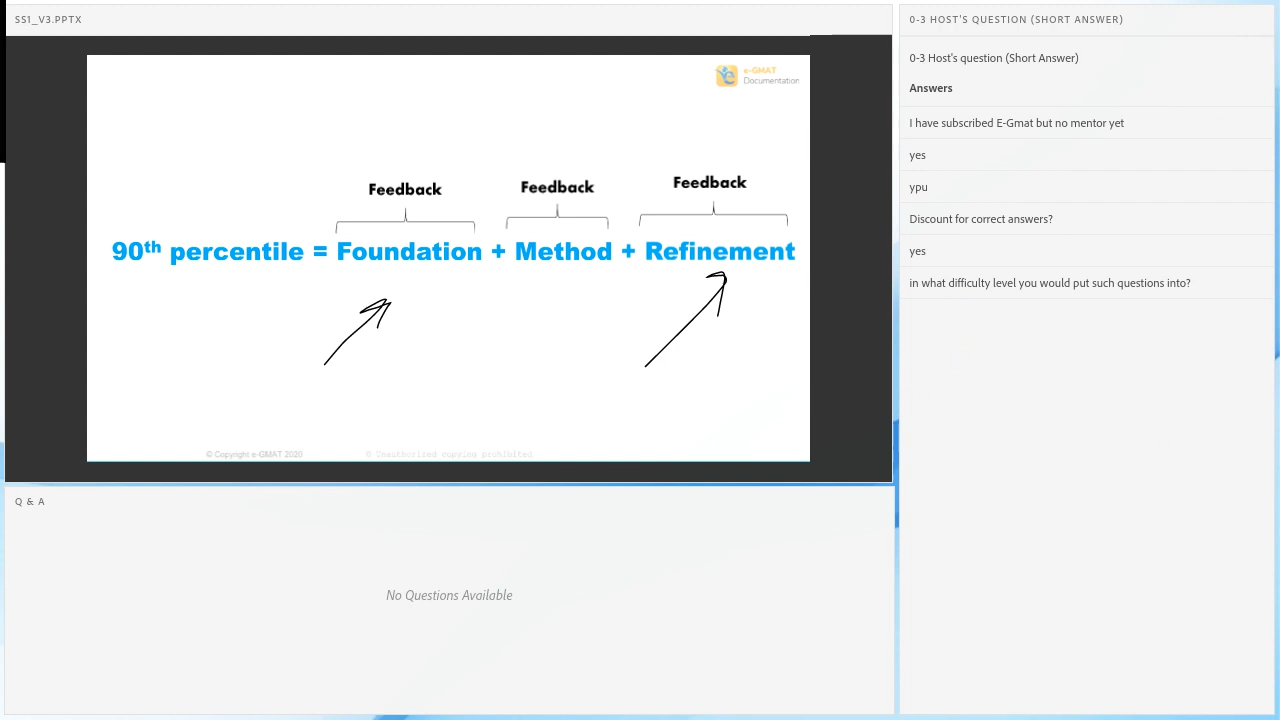 SS1_V3.PPTX
e-GMAT
Documentation
Feedback Feedback Feedback
90th percentile = Foundation + Method + Refinement
© Copyright e-GMAT 2020 © Unauthorized copying prohibited
Q & A
No Questions Available
0-3 HOST'S QUESTION (SHORT ANSWER)
0-3 Host's question (Short Answer)
Answers
I have subscribed E-Gmat but no mentor yet
yes
ypu
Discount for correct answers?
yes
in what difficulty level you would put such questions into?